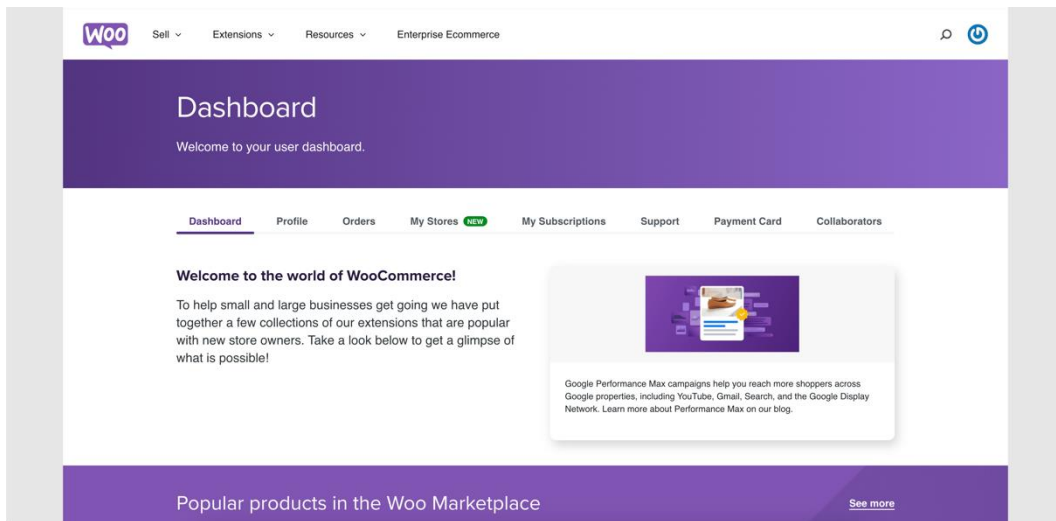 Woo
Sell Extensions Resources Enterprise Ecommerce
Dashboard
Welcome to your user dashboard.
Dashboard Profile Orders My Stores NEW My Subscriptions Support Payment Card Collaborators
Welcome to the world of WooCommerce!
To help small and large businesses get going we have put
together a few collections of our extensions that are popular
with new store owners. Take a look below to get a glimpse of
what is possible!
Google Performance Max campaigns help you reach more shoppers across
Google properties, including YouTube, Gmail, Search, and the Google Display
Network. Learn more about Performance Max on our blog.
Popular products in the Woo Marketplace
See more